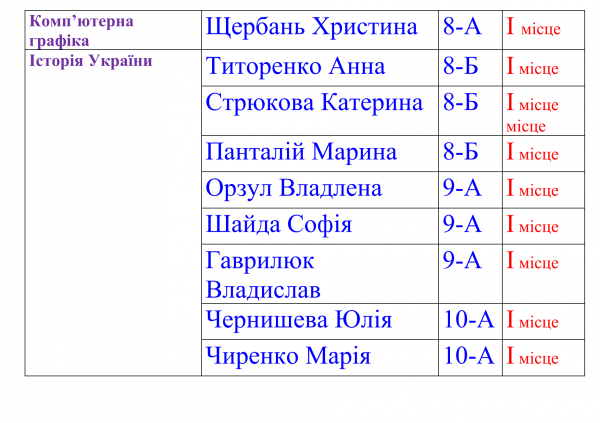 Комп’ютерна Щербань Христина 8-А І місце
графіка
Історія України Титоренко Анна 8-Б І місце
Стрюкова Катерина 8-Б І місце
місце
Панталій Марина 8-Б І місце
Орзул Владлена 9-А І місце
Шайда Софія 9-А І місце
Гаврилюк 9-А І місце
Владислав
Чернишева Юлія 10-А І місце
Чиренко Марія 10-А І місце